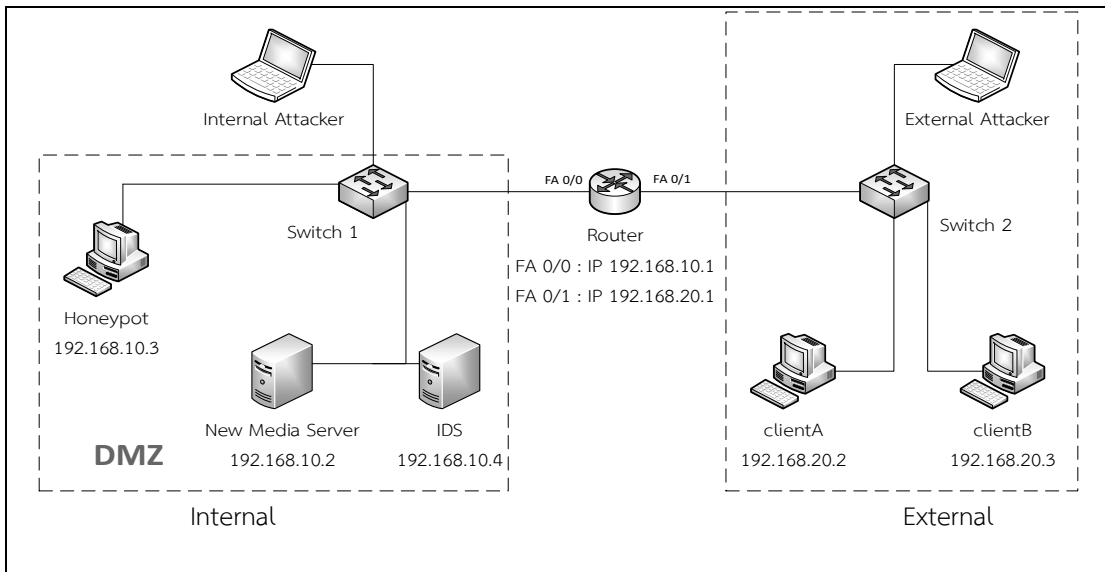 Internal Attacker
External Attacker
FA 0/0
FA 0/1
Switch 1
Router
Switch 2
FA 0/0 : IP 192.168.10.1
FA 0/1 : IP 192.168.20.1
Honeypot
192.168.10.3
New Media Server
192.168.10.2
IDS
192.168.10.4
clientA
192.168.20.2
clientB
192.168.20.3
DMZ
Internal
External